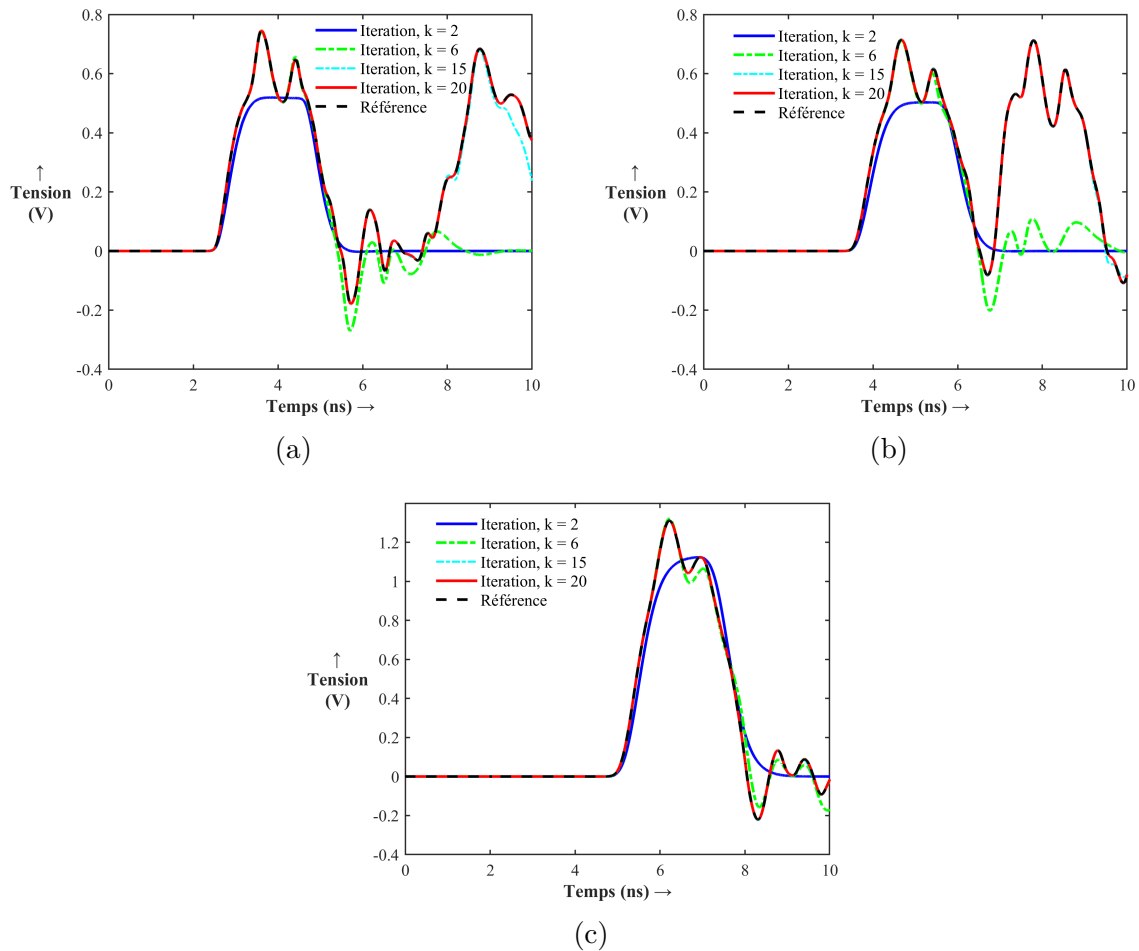 0.8
0.6
0.4
0.2
0
-0.2
-0.4
↑
Tension
(V)
Iteration, k = 2
Iteration, k = 6
Iteration, k = 15
Iteration, k = 20
Référence
0 2 4 6 8 10
Temps (ns) →
(a)
0.8
0.6
0.4
0.2
0
-0.2
-0.4
↑
Tension
(V)
Iteration, k = 2
Iteration, k = 6
Iteration, k = 15
Iteration, k = 20
Référence
0 2 4 6 8 10
Temps (ns) →
(b)
1.2
1
0.8
0.6
0.4
0.2
0
-0.2
-0.4
↑
Tension
(V)
Iteration, k = 2
Iteration, k = 6
Iteration, k = 15
Iteration, k = 20
Référence
0 2 4 6 8 10
Temps (ns) →
(c)